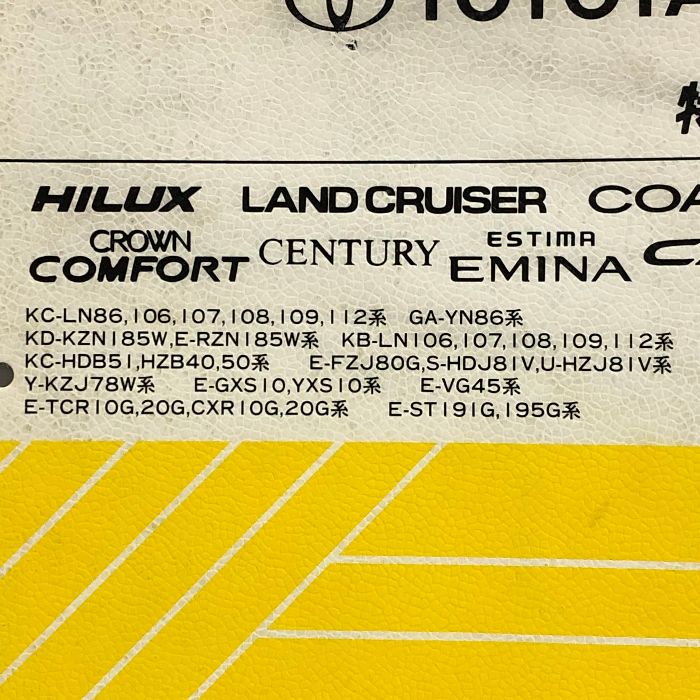 TOYOTA
HILUX LAND CRUISER
CROWN COMFORT CENTURY ESTIMA EMINA
KC-LN86,106,107,108,109,112系 GA-YN86系
KD-KZN185W,E-RZN185W系 KB-LN106,107,108,109,112系
KC-HDB51,HZB40,50系 E-FZJ80G,S-HDJ81V,U-HZJ81V系
Y-KZJ78W系 E-GXS10,YXS10系 E-VG45系
E-TCR10G,20G,CXR10G,20G系 E-ST191G,195G系